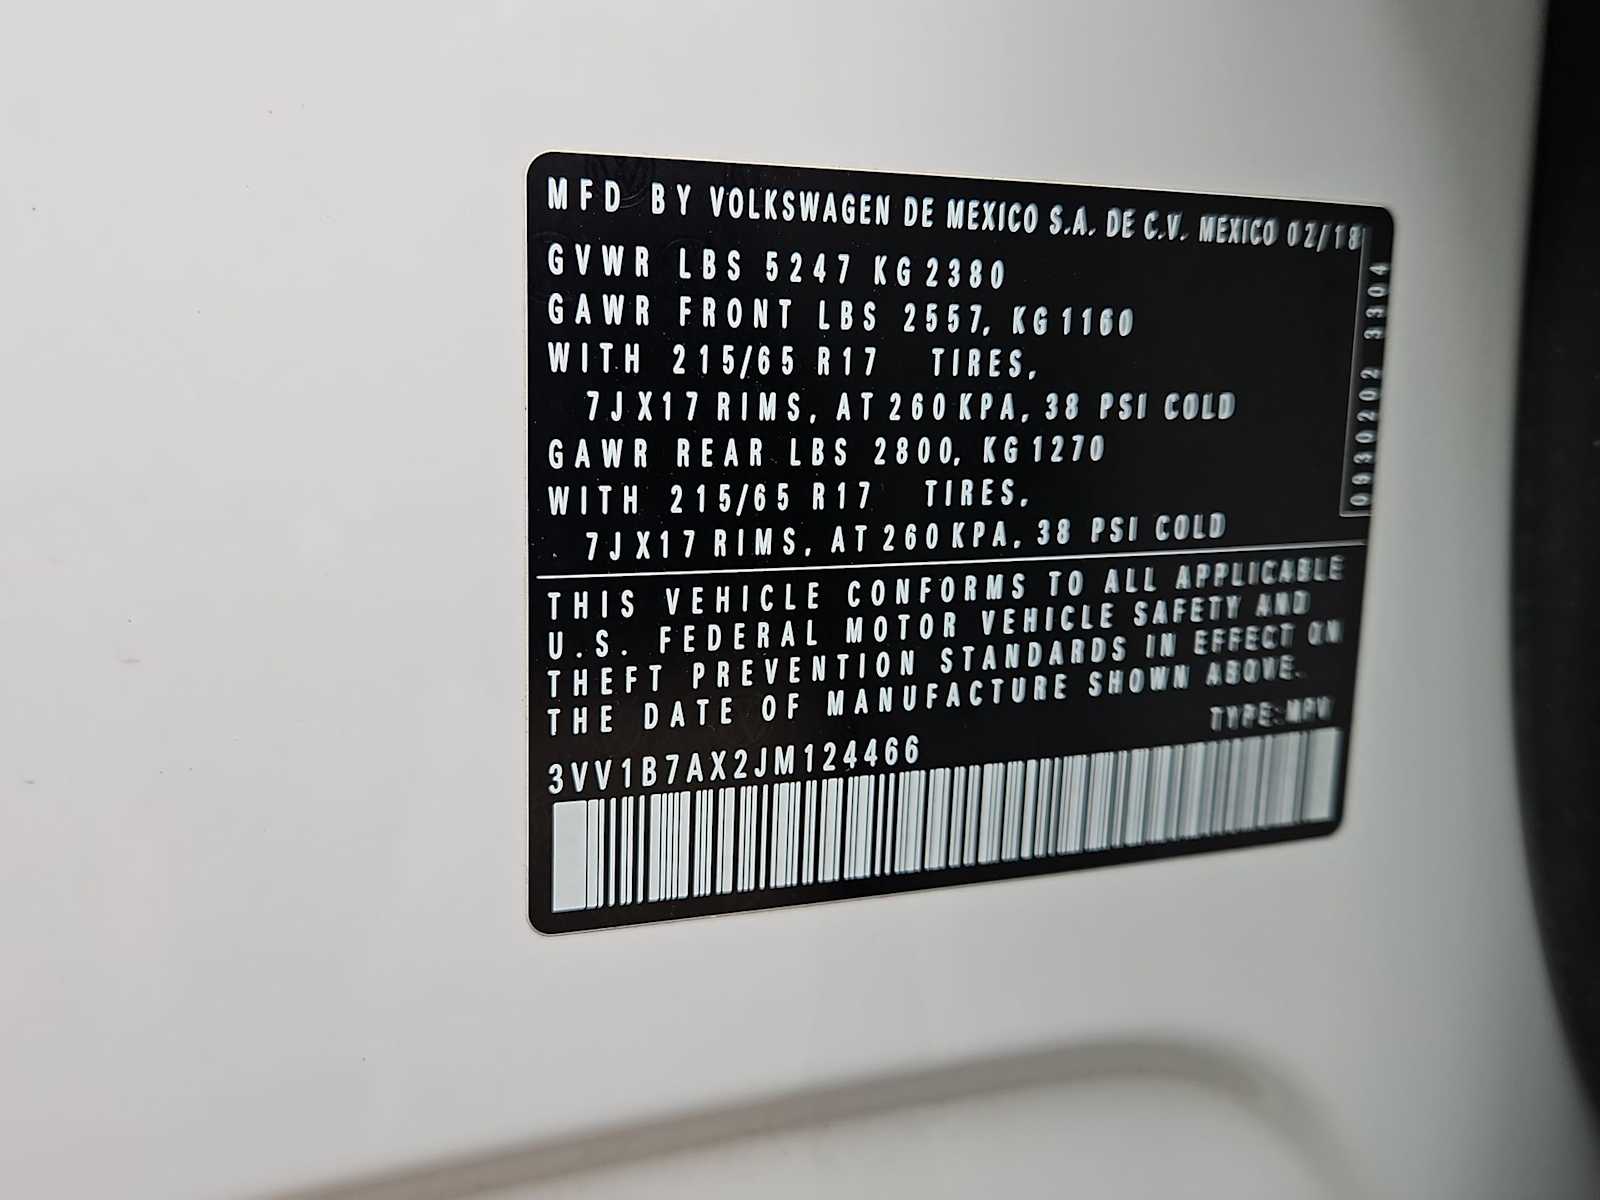 MFD BY VOLKSWAGEN DE MEXICO S.A. DE C.V. MEXICO 02/18
GVWR LBS 5247 KG 2380
GAWR FRONT LBS 2557, KG 1160
WITH 215/65 R17 TIRES,
7JX17 RIMS, AT 260 KPA, 38 PSI COLD
GAWR REAR LBS 2800, KG 1270
WITH 215/65 R17 TIRES,
7JX17 RIMS, AT 260 KPA, 38 PSI COLD
0930202 3304
THIS VEHICLE CONFORMS TO ALL APPLICABLE
U.S. FEDERAL MOTOR VEHICLE SAFETY AND
THEFT PREVENTION STANDARDS IN EFFECT ON
THE DATE OF MANUFACTURE SHOWN ABOVE.
TYPE:MPV
3VV1B7AX2JM124466